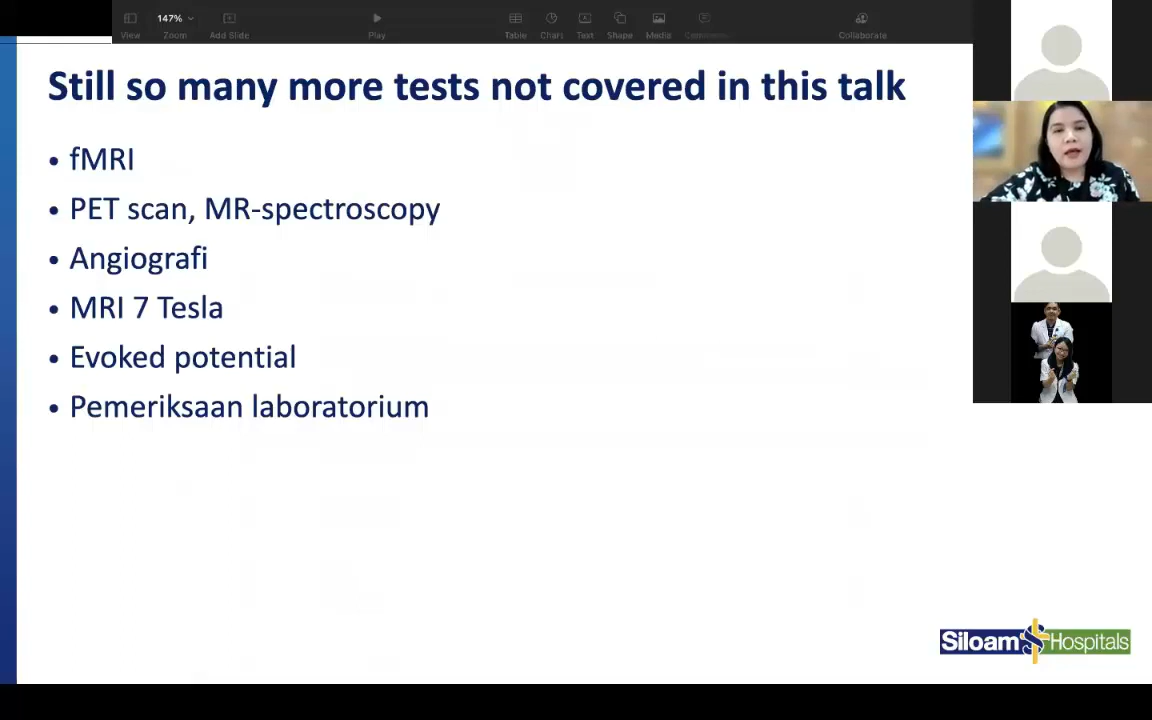 147%
View
Zoom
Add Slide
Play
Table
Chart
Text
Shape
Media
Comment
Collaborate
Still so many more tests not covered in this talk
• fMRI
• PET scan, MR-spectroscopy
• Angiografi
• MRI 7 Tesla
• Evoked potential
• Pemeriksaan laboratorium
Siloam Hospitals